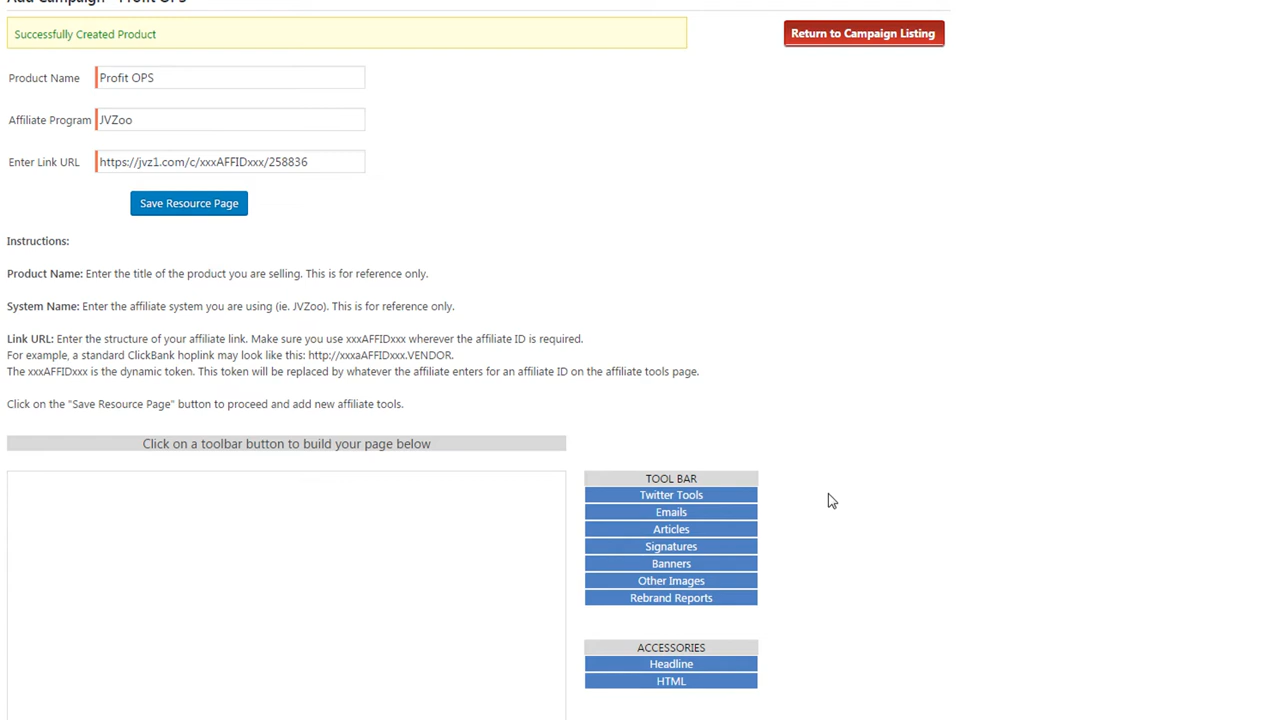 Add Campaign - Profit OPS
Successfully Created Product
Return to Campaign Listing
Product Name
Profit OPS
Affiliate Program
JVZoo
Enter Link URL
https://jvz1.com/c/xxxAFFIDxxx/258836
Save Resource Page
Instructions:
Product Name: Enter the title of the product you are selling. This is for reference only.
System Name: Enter the affiliate system you are using (ie. JVZoo). This is for reference only.
Link URL: Enter the structure of your affiliate link. Make sure you use xxxAFFIDxxx wherever the affiliate ID is required.
For example, a standard ClickBank hoplink may look like this: http://xxxaAFFIDxxx.VENDOR.
The xxxAFFIDxxx is the dynamic token. This token will be replaced by whatever the affiliate enters for an affiliate ID on the affiliate tools page.
Click on the "Save Resource Page" button to proceed and add new affiliate tools.
Click on a toolbar button to build your page below
TOOL BAR
Twitter Tools
Emails
Articles
Signatures
Banners
Other Images
Rebrand Reports
ACCESSORIES
Headline
HTML